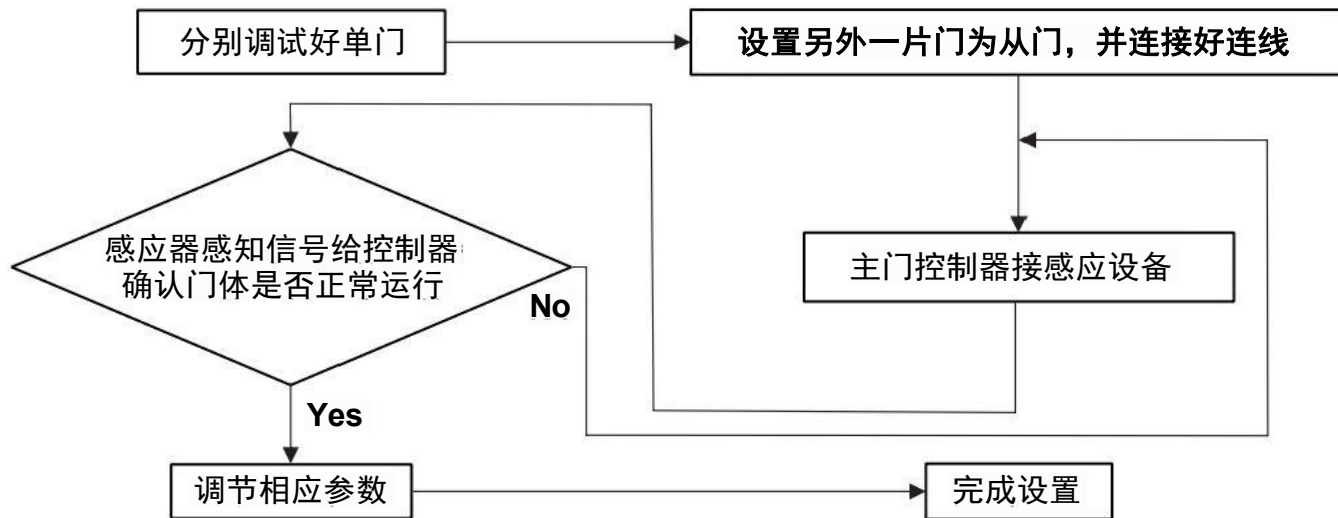 分别调试好单门
设置另外一片门为从门，并连接好连线
感应器感知信号给控制器
确认门体是否正常运行
主门控制器接感应设备
No
Yes
调节相应参数
完成设置